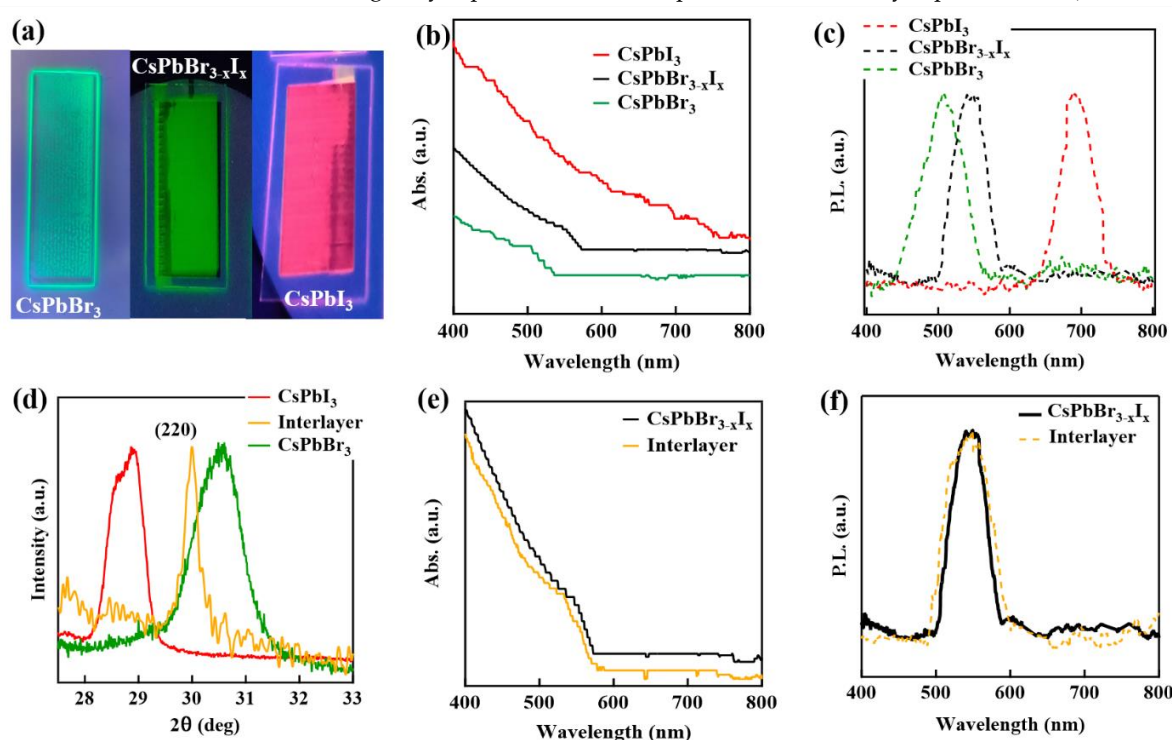 (a)
CsPbBr₃₋ₓIₓ
CsPbBr₃
CsPbI₃
(b)
CsPbI₃
CsPbBr₃₋ₓIₓ
CsPbBr₃
Abs. (a.u.)
400 500 600 700 800
Wavelength (nm)
(c)
CsPbI₃
CsPbBr₃₋ₓIₓ
CsPbBr₃
P.L. (a.u.)
400 500 600 700 800
Wavelength (nm)
(d)
CsPbI₃
Interlayer
CsPbBr₃
(220)
Intensity (a.u.)
28 29 30 31 32 33
2θ (deg)
(e)
CsPbBr₃₋ₓIₓ
Interlayer
Abs. (a.u.)
400 500 600 700 800
Wavelength (nm)
(f)
CsPbBr₃₋ₓIₓ
Interlayer
P.L. (a.u.)
400 500 600 700 800
Wavelength (nm)